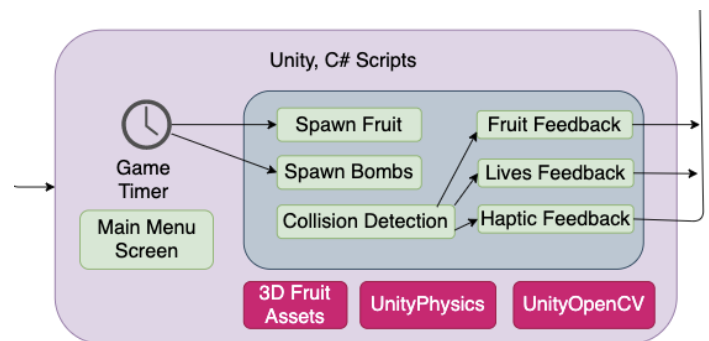 Unity, C# Scripts
Game
Timer
Main Menu
Screen
Spawn Fruit
Spawn Bombs
Collision Detection
Fruit Feedback
Lives Feedback
Haptic Feedback
3D Fruit
Assets
UnityPhysics
UnityOpenCV